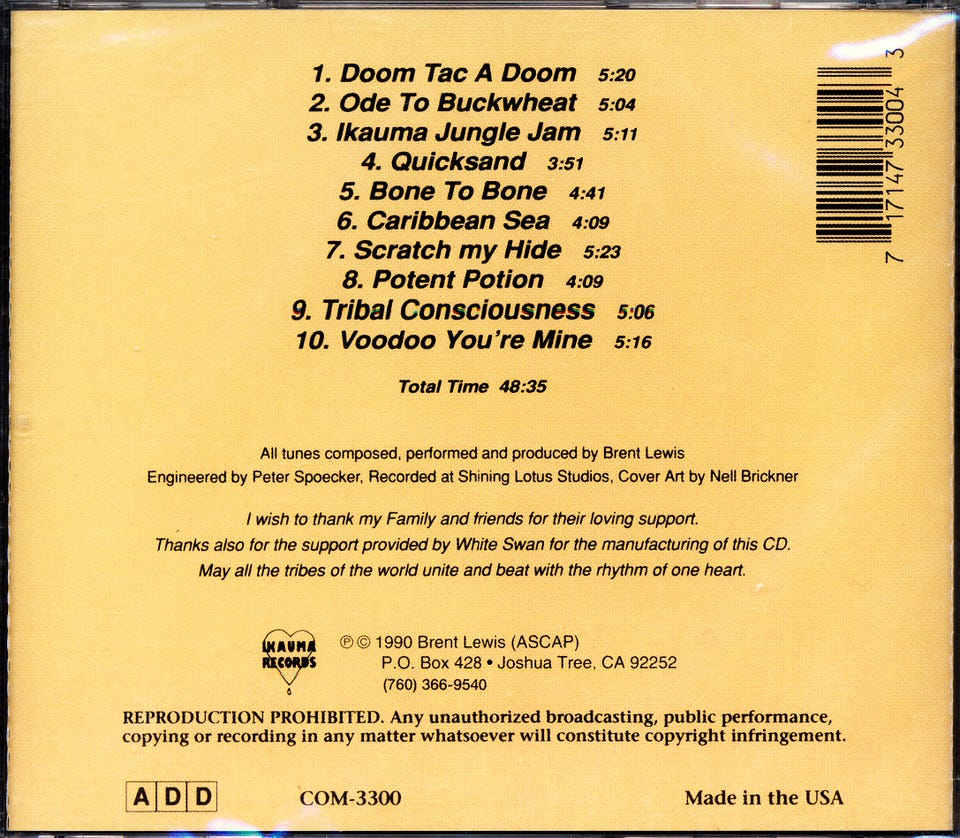 1. Doom Tac A Doom 5:20
2. Ode To Buckwheat 5:04
3. Ikauma Jungle Jam 5:11
4. Quicksand 3:51
5. Bone To Bone 4:41
6. Caribbean Sea 4:09
7. Scratch my Hide 5:23
8. Potent Potion 4:09
9. Tribal Consciousness 5:06
10. Voodoo You're Mine 5:16
Total Time 48:35
7 17147 33004 3
All tunes composed, performed and produced by Brent Lewis
Engineered by Peter Spoecker, Recorded at Shining Lotus Studios, Cover Art by Nell Brickner
I wish to thank my Family and friends for their loving support.
Thanks also for the support provided by White Swan for the manufacturing of this CD.
May all the tribes of the world unite and beat with the rhythm of one heart.
IKAUMA
RECORDS
℗ © 1990 Brent Lewis (ASCAP)
P.O. Box 428 • Joshua Tree, CA 92252
(760) 366-9540
REPRODUCTION PROHIBITED. Any unauthorized broadcasting, public performance,
copying or recording in any matter whatsoever will constitute copyright infringement.
ADD COM-3300 Made in the USA